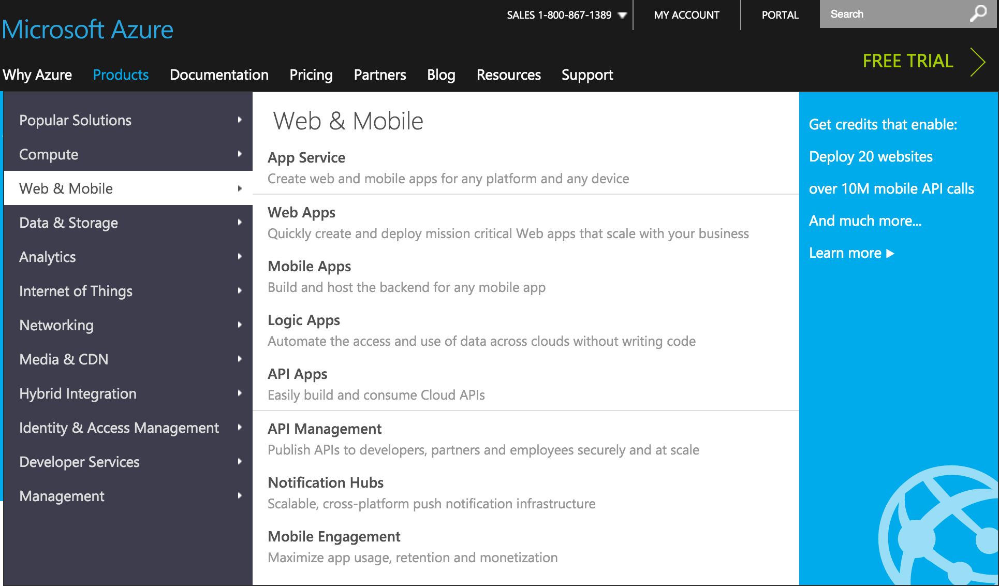 SALES 1-800-867-1389
MY ACCOUNT
PORTAL
Search
Microsoft Azure
FREE TRIAL
Why Azure
Products
Documentation
Pricing
Partners
Blog
Resources
Support
Popular Solutions
Compute
Web & Mobile
Data & Storage
Analytics
Internet of Things
Networking
Media & CDN
Hybrid Integration
Identity & Access Management
Developer Services
Management
Web & Mobile
App Service
Create web and mobile apps for any platform and any device
Web Apps
Quickly create and deploy mission critical Web apps that scale with your business
Mobile Apps
Build and host the backend for any mobile app
Logic Apps
Automate the access and use of data across clouds without writing code
API Apps
Easily build and consume Cloud APIs
API Management
Publish APIs to developers, partners and employees securely and at scale
Notification Hubs
Scalable, cross-platform push notification infrastructure
Mobile Engagement
Maximize app usage, retention and monetization
Get credits that enable:
Deploy 20 websites
over 10M mobile API calls
And much more...
Learn more